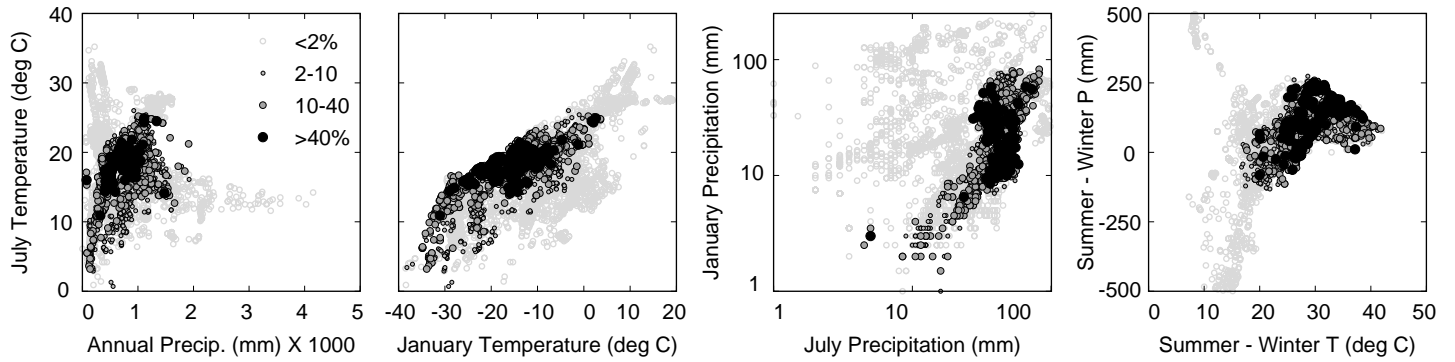 40
30
20
10
0
July Temperature (deg C)
<2%
2-10
10-40
>40%
0 1 2 3 4 5
Annual Precip. (mm) X 1000
-40 -30 -20 -10 0 10 20
January Temperature (deg C)
100
10
1
January Precipitation (mm)
1 10 100
July Precipitation (mm)
500
250
0
-250
-500
Summer - Winter P (mm)
0 10 20 30 40 50
Summer - Winter T (deg C)